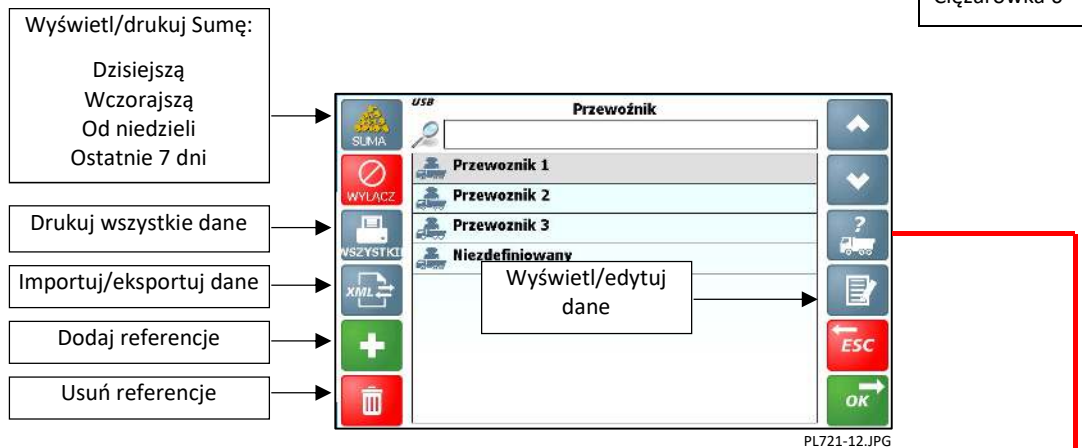 Wyświetl/drukuj Sumę:
Dzisiejszą
Wczorajszą
Od niedzieli
Ostatnie 7 dni
Drukuj wszystkie dane
Importuj/eksportuj dane
Dodaj referencje
Usuń referencje
SUMA
WYŁĄCZ
XML
USB
Przewoźnik
Przewoznik 1
Przewoznik 2
Przewoznik 3
Niezdefiniowany
Wyświetl/edytuj
dane
?
ESC
OK
PL721-12.JPG